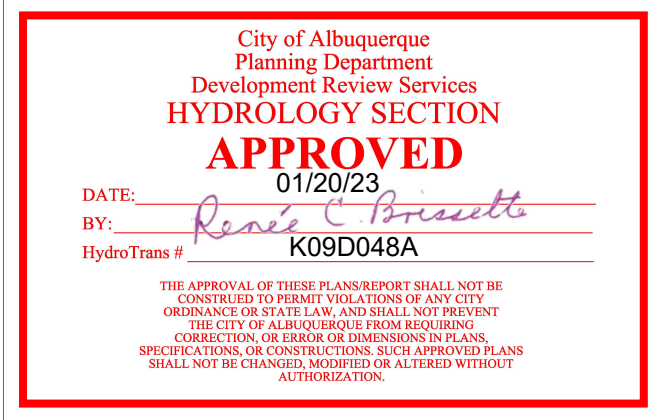 City of Albuquerque
Planning Department
Development Review Services
HYDROLOGY SECTION
APPROVED
DATE: 01/20/23
BY: Renée C. Brissette
HydroTrans # K09D048A
THE APPROVAL OF THESE PLANS/REPORT SHALL NOT BE
CONSTRUED TO PERMIT VIOLATIONS OF ANY CITY
ORDINANCE OR STATE LAW, AND SHALL NOT PREVENT
THE CITY OF ALBUQUERQUE FROM REQUIRING
CORRECTION, OR ERROR OR DIMENSIONS IN PLANS,
SPECIFICATIONS, OR CONSTRUCTIONS. SUCH APPROVED PLANS
SHALL NOT BE CHANGED, MODIFIED OR ALTERED WITHOUT
AUTHORIZATION.